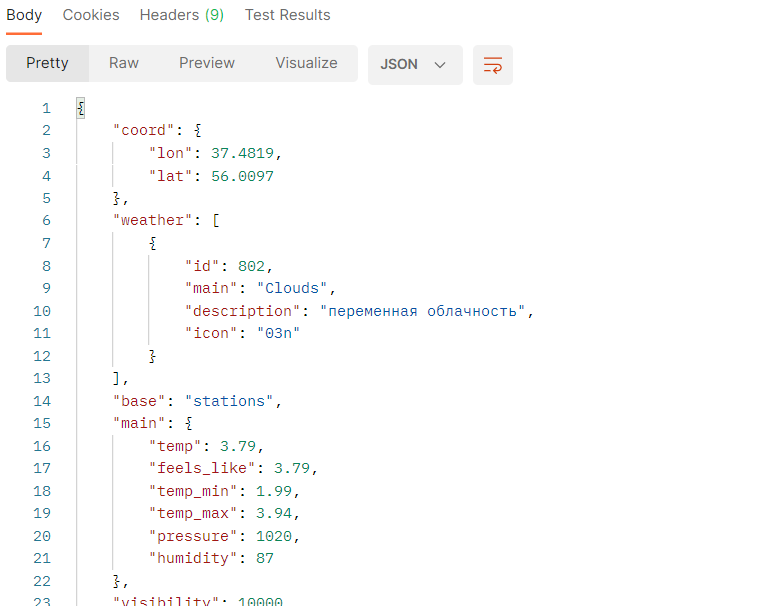 Body Cookies Headers (9) Test Results
Pretty Raw Preview Visualize JSON
1 {
2 "coord": {
3 "lon": 37.4819,
4 "lat": 56.0097
5 },
6 "weather": [
7 {
8 "id": 802,
9 "main": "Clouds",
10 "description": "переменная облачность",
11 "icon": "03n"
12 }
13 ],
14 "base": "stations",
15 "main": {
16 "temp": 3.79,
17 "feels_like": 3.79,
18 "temp_min": 1.99,
19 "temp_max": 3.94,
20 "pressure": 1020,
21 "humidity": 87
22 },
23 "visibility": 10000